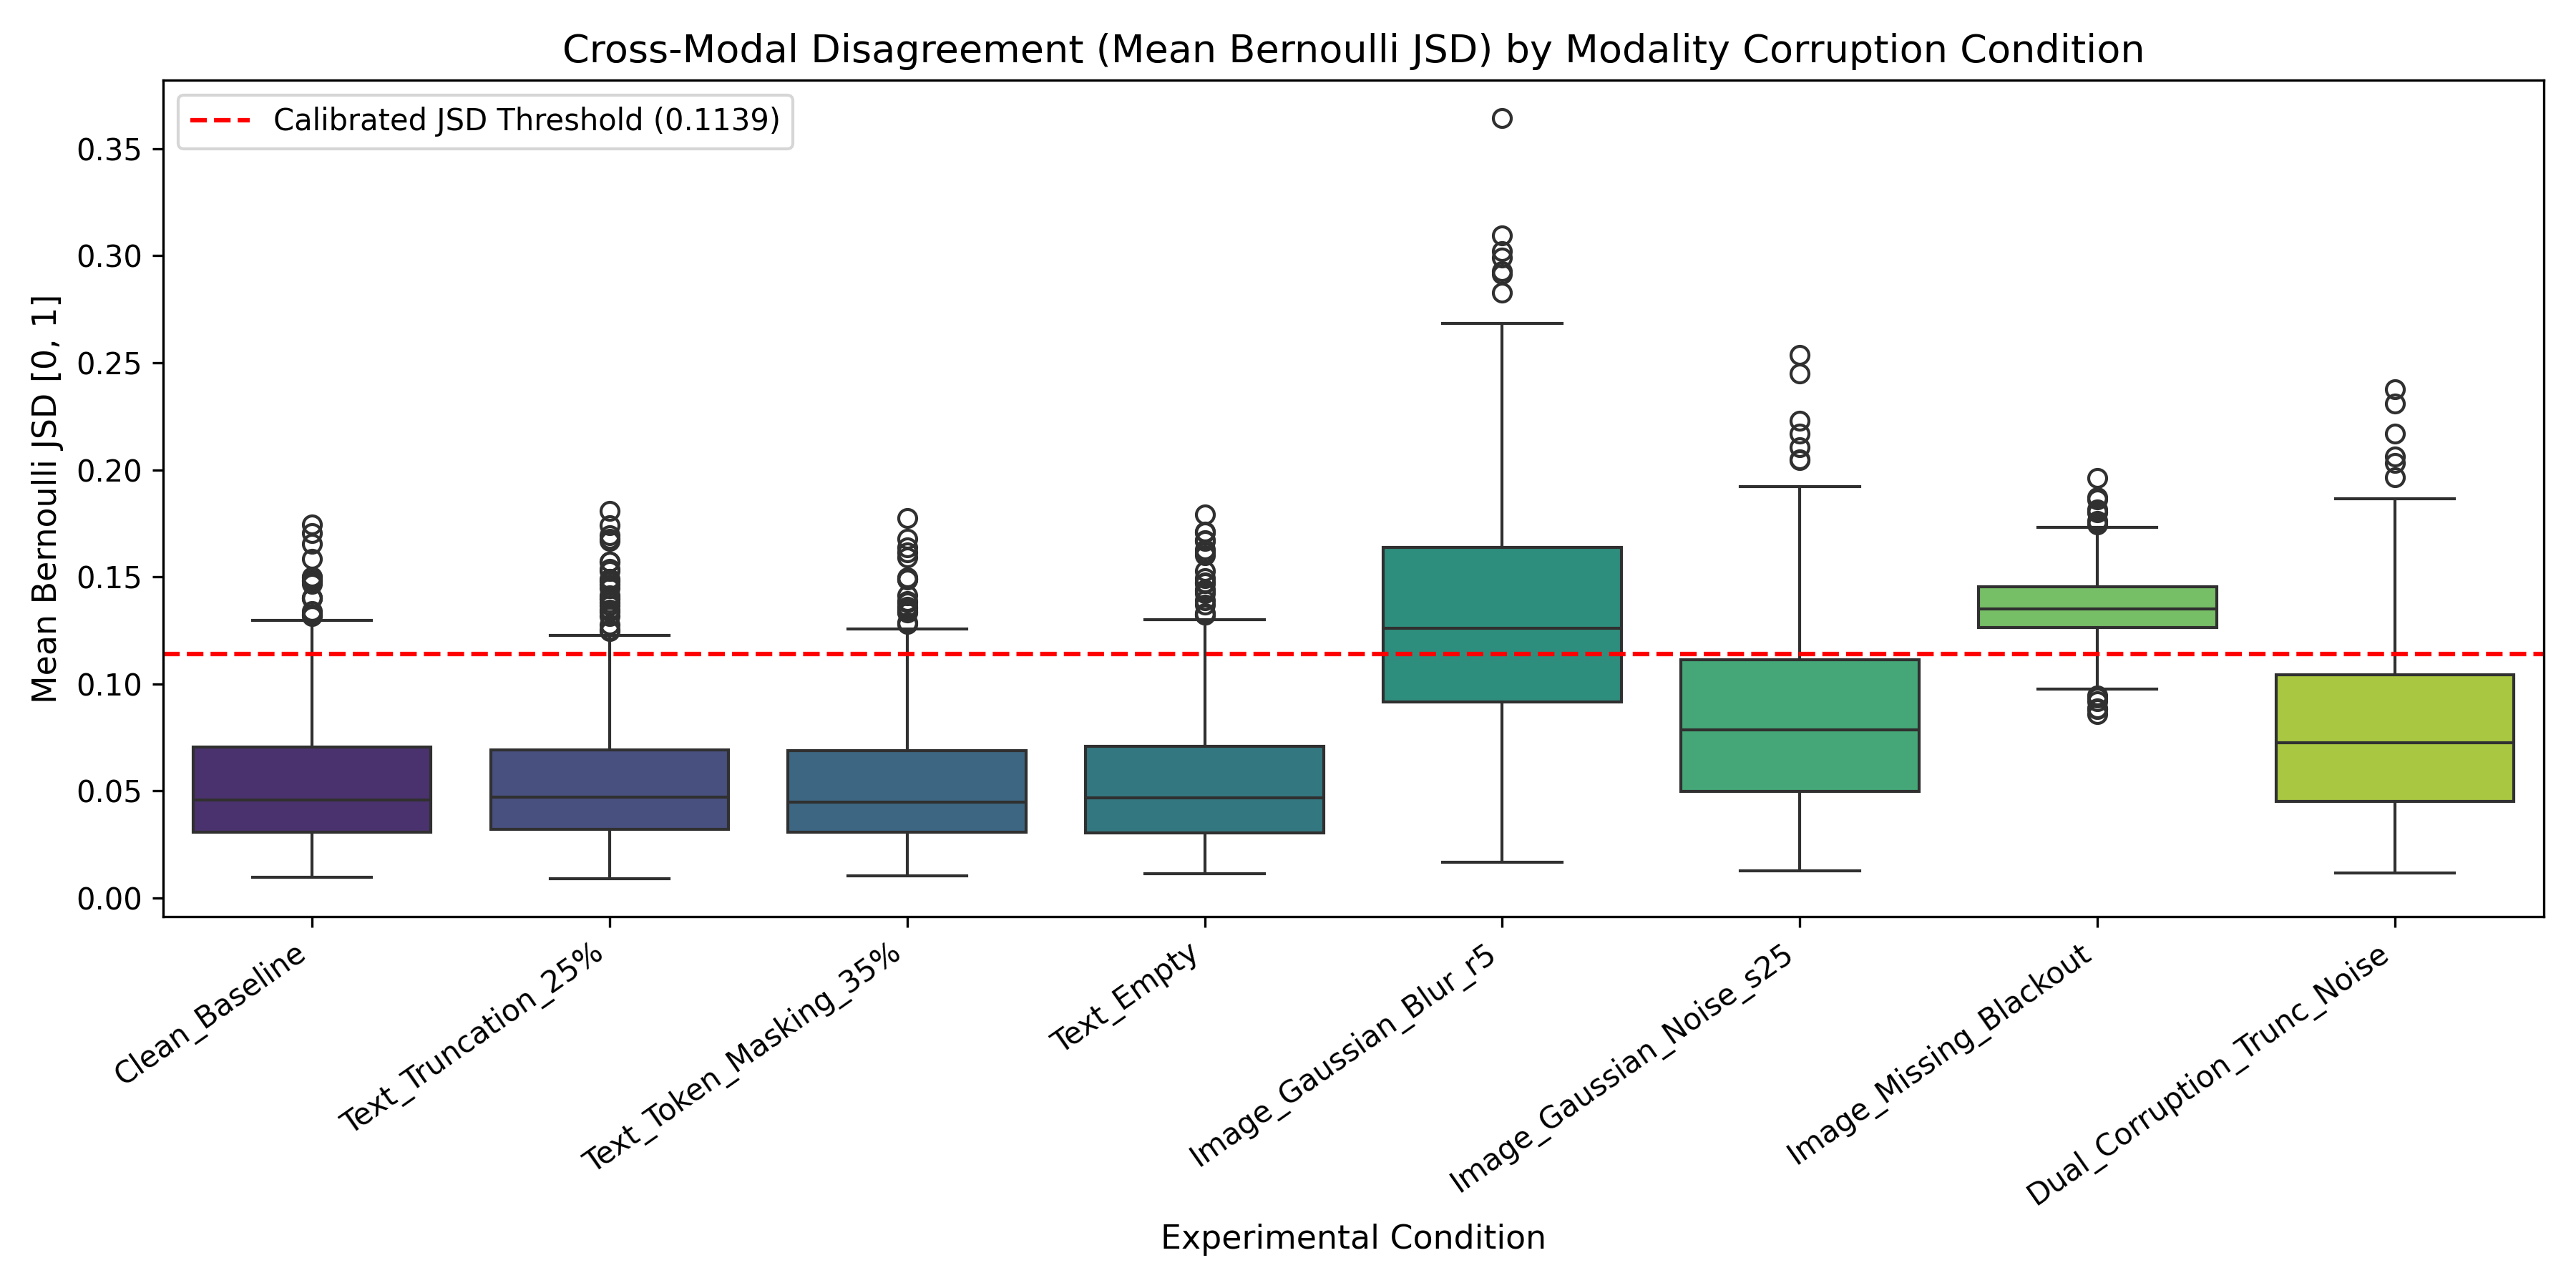 Cross-Modal Disagreement (Mean Bernoulli JSD) by Modality Corruption Condition
Calibrated JSD Threshold (0.1139)
Mean Bernoulli JSD [0, 1]
0.35
0.30
0.25
0.20
0.15
0.10
0.05
0.00
Clean_Baseline
Text_Truncation_25%
Text_Token_Masking_35%
Text_Empty
Image_Gaussian_Blur_r5
Image_Gaussian_Noise_s25
Image_Missing_Blackout
Dual_Corruption_Trunc_Noise
Experimental Condition